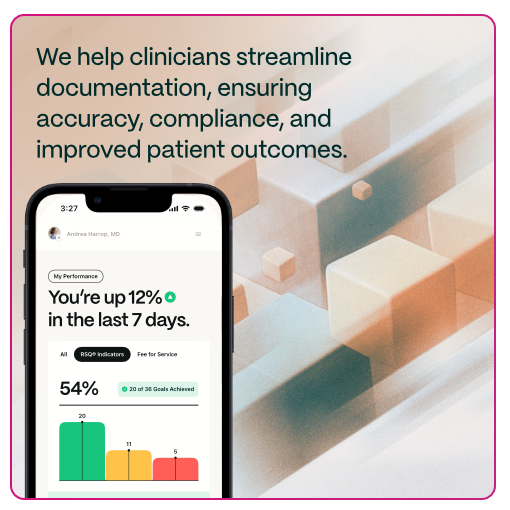 We help clinicians streamline
documentation, ensuring
accuracy, compliance, and
improved patient outcomes.
3:27
Andrea Harrop, MD
My Performance
You're up 12%
in the last 7 days.
All RSQ® Indicators Fee for Service
54% 20 of 36 Goals Achieved
20
11
5